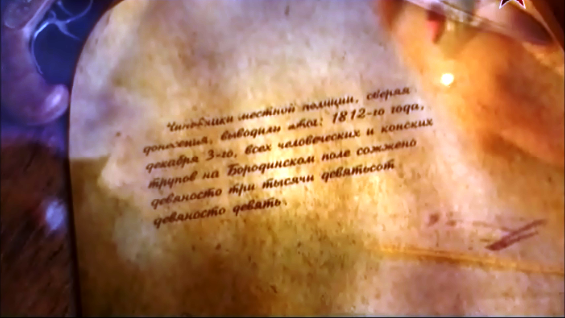 Чиновники местной полиции, сверяя
донесения, выводили итог: 1812-го года,
декабря 3-го, всех человеческих и конских
трупов на Бородинском поле сожжено
девяносто три тысячи девятьсот
девяносто девять.